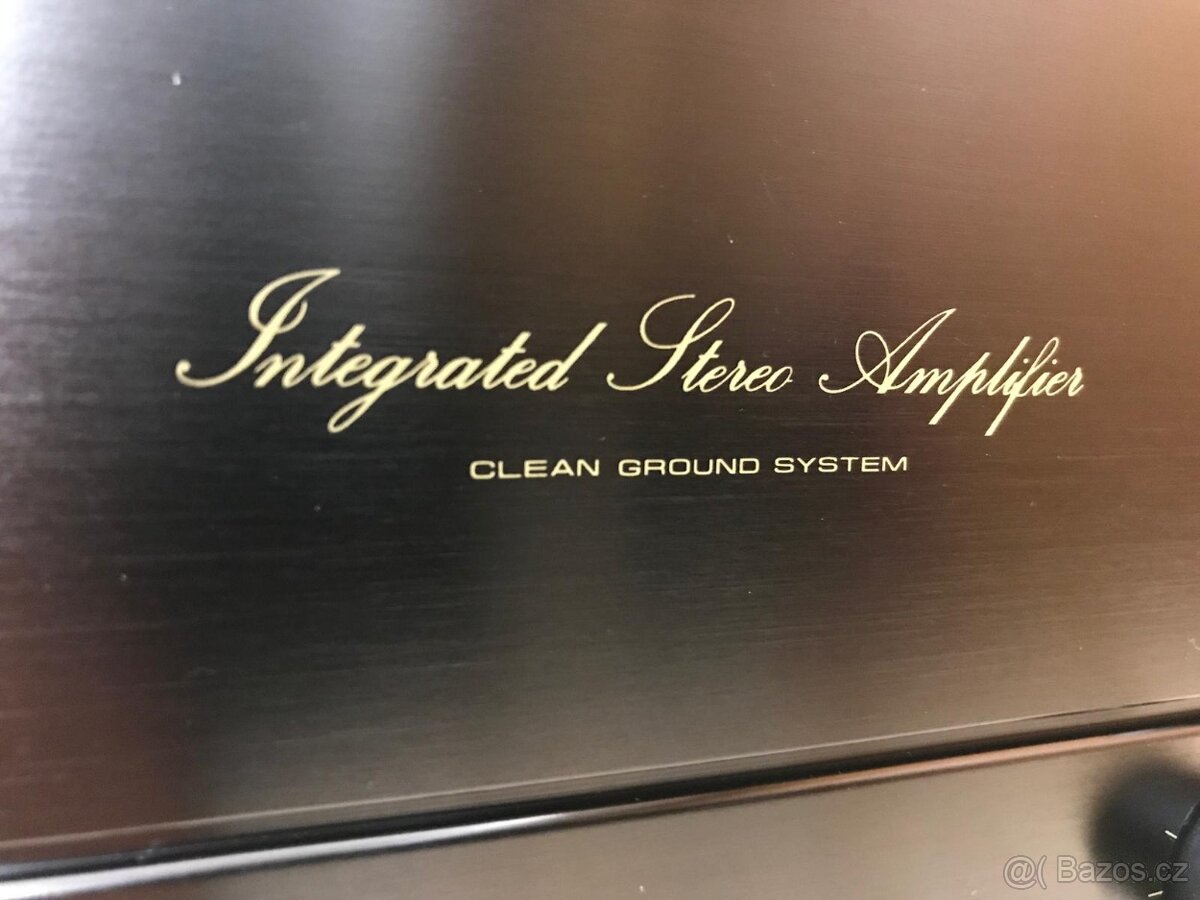 Integrated Stereo Amplifier
CLEAN GROUND SYSTEM
@( Bazos.cz